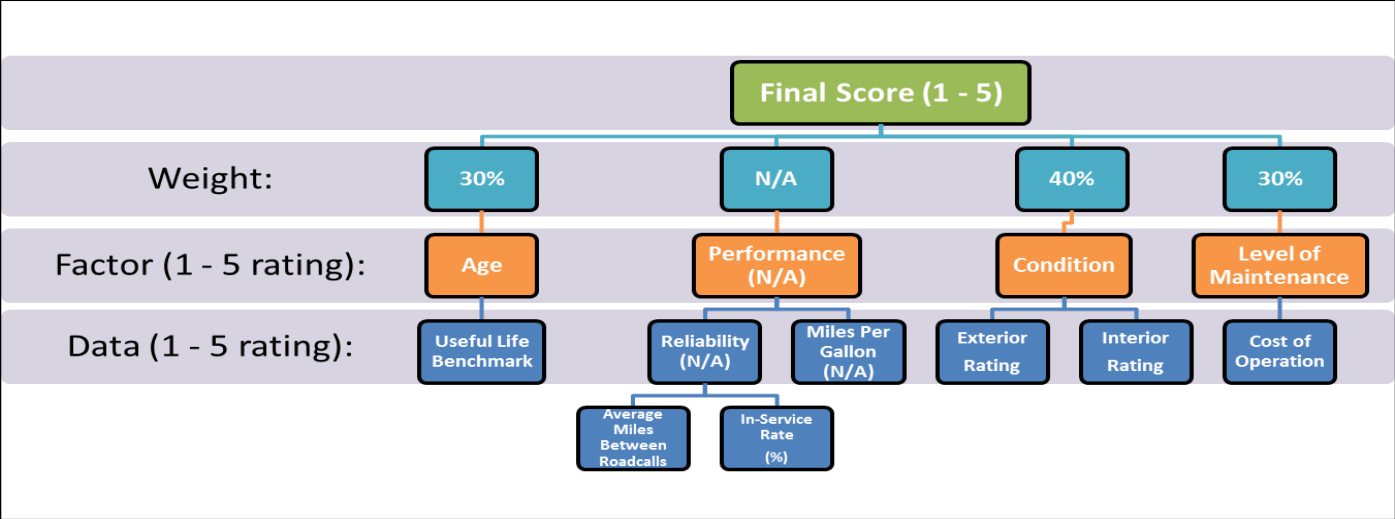 Final Score (1 - 5)
Weight:
30%
N/A
40%
30%
Factor (1 - 5 rating):
Age
Performance
(N/A)
Condition
Level of
Maintenance
Data (1 - 5 rating):
Useful Life
Benchmark
Reliability
(N/A)
Miles Per
Gallon
(N/A)
Exterior
Rating
Interior
Rating
Cost of
Operation
Average
Miles
Between
Roadcalls
In-Service
Rate
(%)